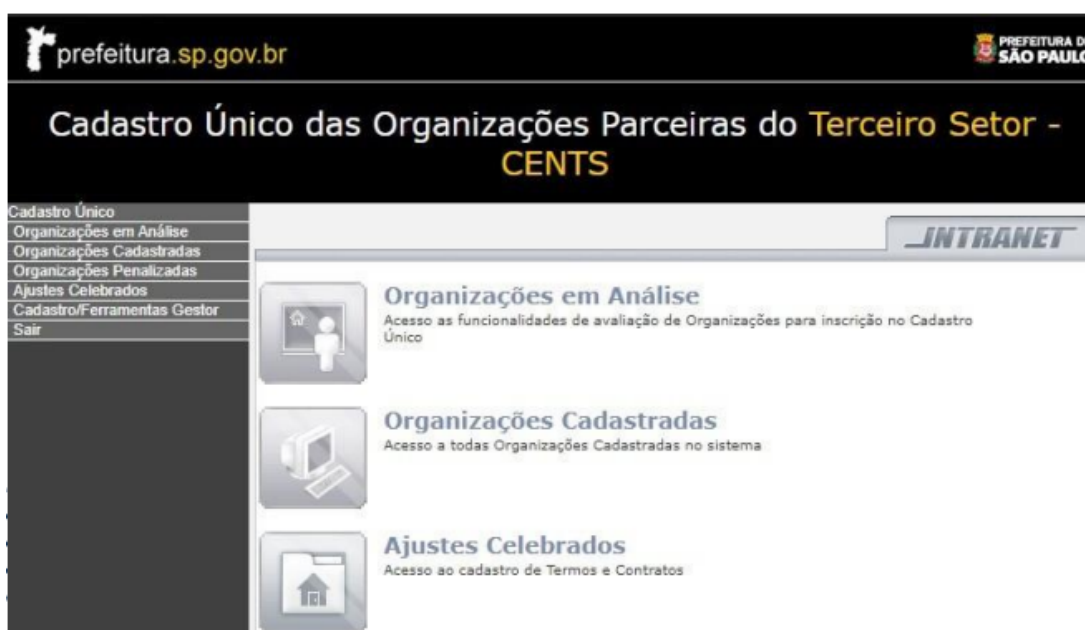 prefeitura.sp.gov.br
PREFEITURA D
SÃO PAULO
Cadastro Único das Organizações Parceiras do Terceiro Setor -
CENTS
Cadastro Único
Organizações em Análise
Organizações Cadastradas
Organizações Penalizadas
Ajustes Celebrados
Cadastro/Ferramentas Gestor
Sair
INTRANET
Organizações em Análise
Acesso as funcionalidades de avaliação de Organizações para inscrição no Cadastro
Único
Organizações Cadastradas
Acesso a todas Organizações Cadastradas no sistema
Ajustes Celebrados
Acesso ao cadastro de Termos e Contratos